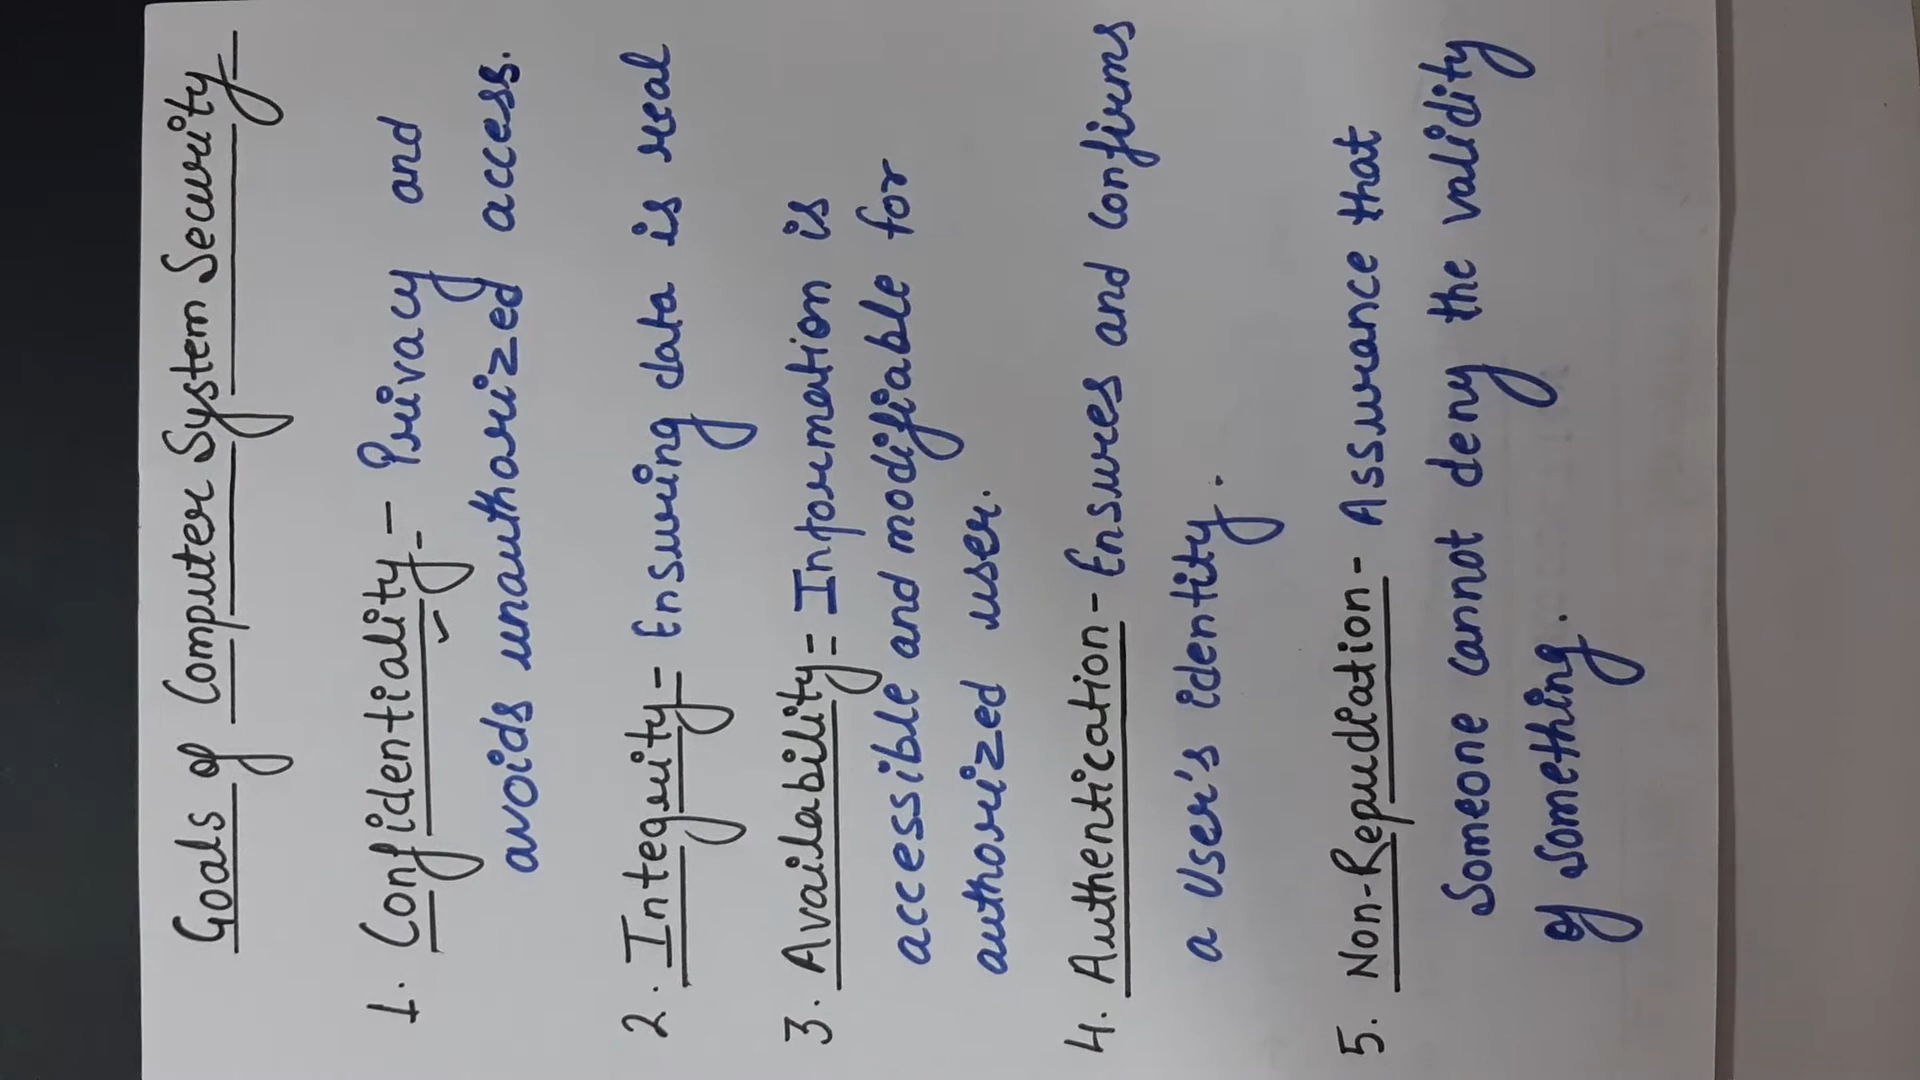 Goals of Computer System Security
1. Confidentiality - Privacy and
avoids unauthorized access.
2. Integrity = Ensuring data is real
3. Availability = Information is
accessible and modifiable for
authorized user.
4. Authentication - Ensures and confirms
a User's identity.
5. Non-Repudiation - Assurance that
Someone cannot deny the validity
of Something.